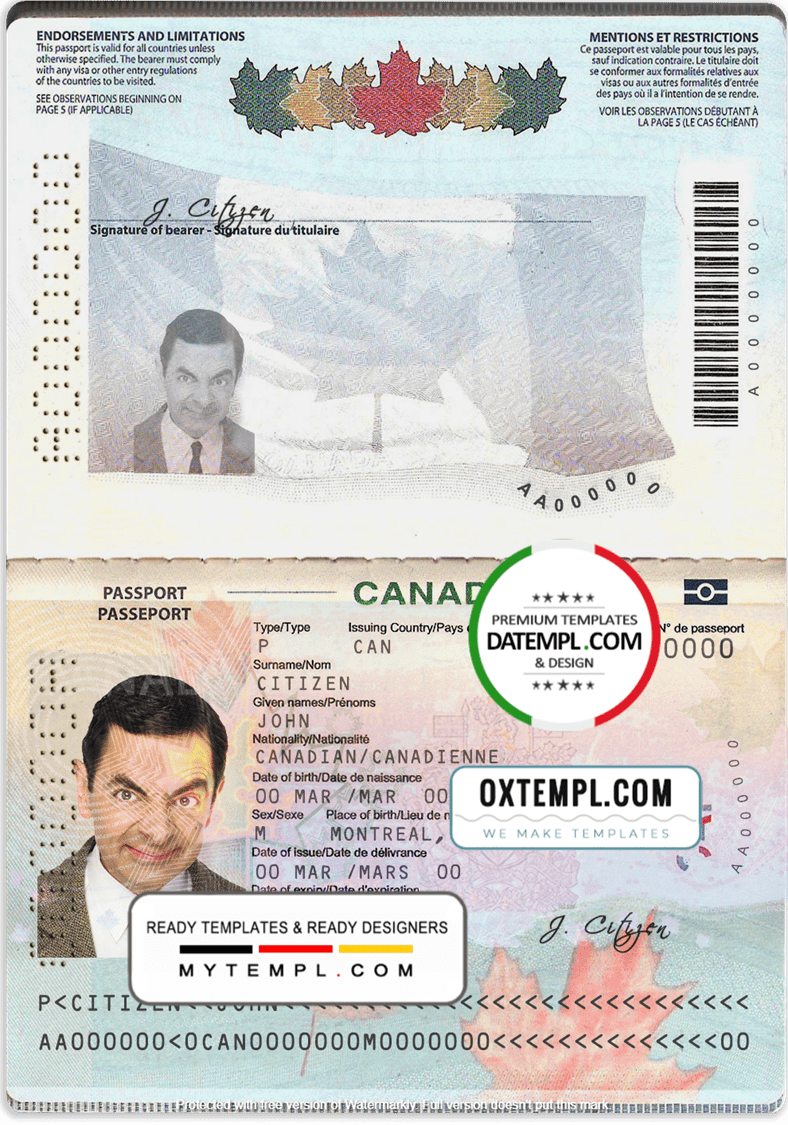 ENDORSEMENTS AND LIMITATIONS
This passport is valid for all countries unless
otherwise specified. The bearer must comply
with any visa or other entry regulations
of the countries to be visited.
SEE OBSERVATIONS BEGINNING ON
PAGE 5 (IF APPLICABLE)
MENTIONS ET RESTRICTIONS
Ce passeport est valable pour tous les pays,
sauf indication contraire. Le titulaire doit
se conformer aux formalités relatives aux
visas ou aux autres formalités d'entrée
des pays où il a l'intention de se rendre.
VOIR LES OBSERVATIONS DÉBUTANT À
LA PAGE 5 (LE CAS ÉCHÉANT)
J. Citizen
Signature of bearer - Signature du titulaire
A0000000
AA000000
PASSPORT
PASSEPORT
CANAD
Type/Type
Issuing Country/Pays
N° de passeport
P
CAN
0000
Surname/Nom
CITIZEN
Given names/Prénoms
JOHN
Nationality/Nationalité
CANADIAN/CANADIENNE
Date of birth/Date de naissance
00 MAR /MAR 00
Sex/Sexe Place of birth/Lieu de n
M MONTREAL,
Date of issue/Date de délivrance
00 MAR /MARS 00
Date of expiry/Date d'expiration
AA000000
J. Citizen
★★★★★
PREMIUM TEMPLATES
DATEMPL.COM
& DESIGN
★★★★★
OXTEMPL.COM
WE MAKE TEMPLATES
READY TEMPLATES & READY DESIGNERS
MYTEMPL.COM
P<CITIZEN<<JOHN<<<<<<<<<<<<<<<<<<<<<<<<<
AA000000<0CAN0000000M0000000<<<<<<<<<<<<<<00
Protected with free version of Watermarkly. Full version doesn't put this mark.